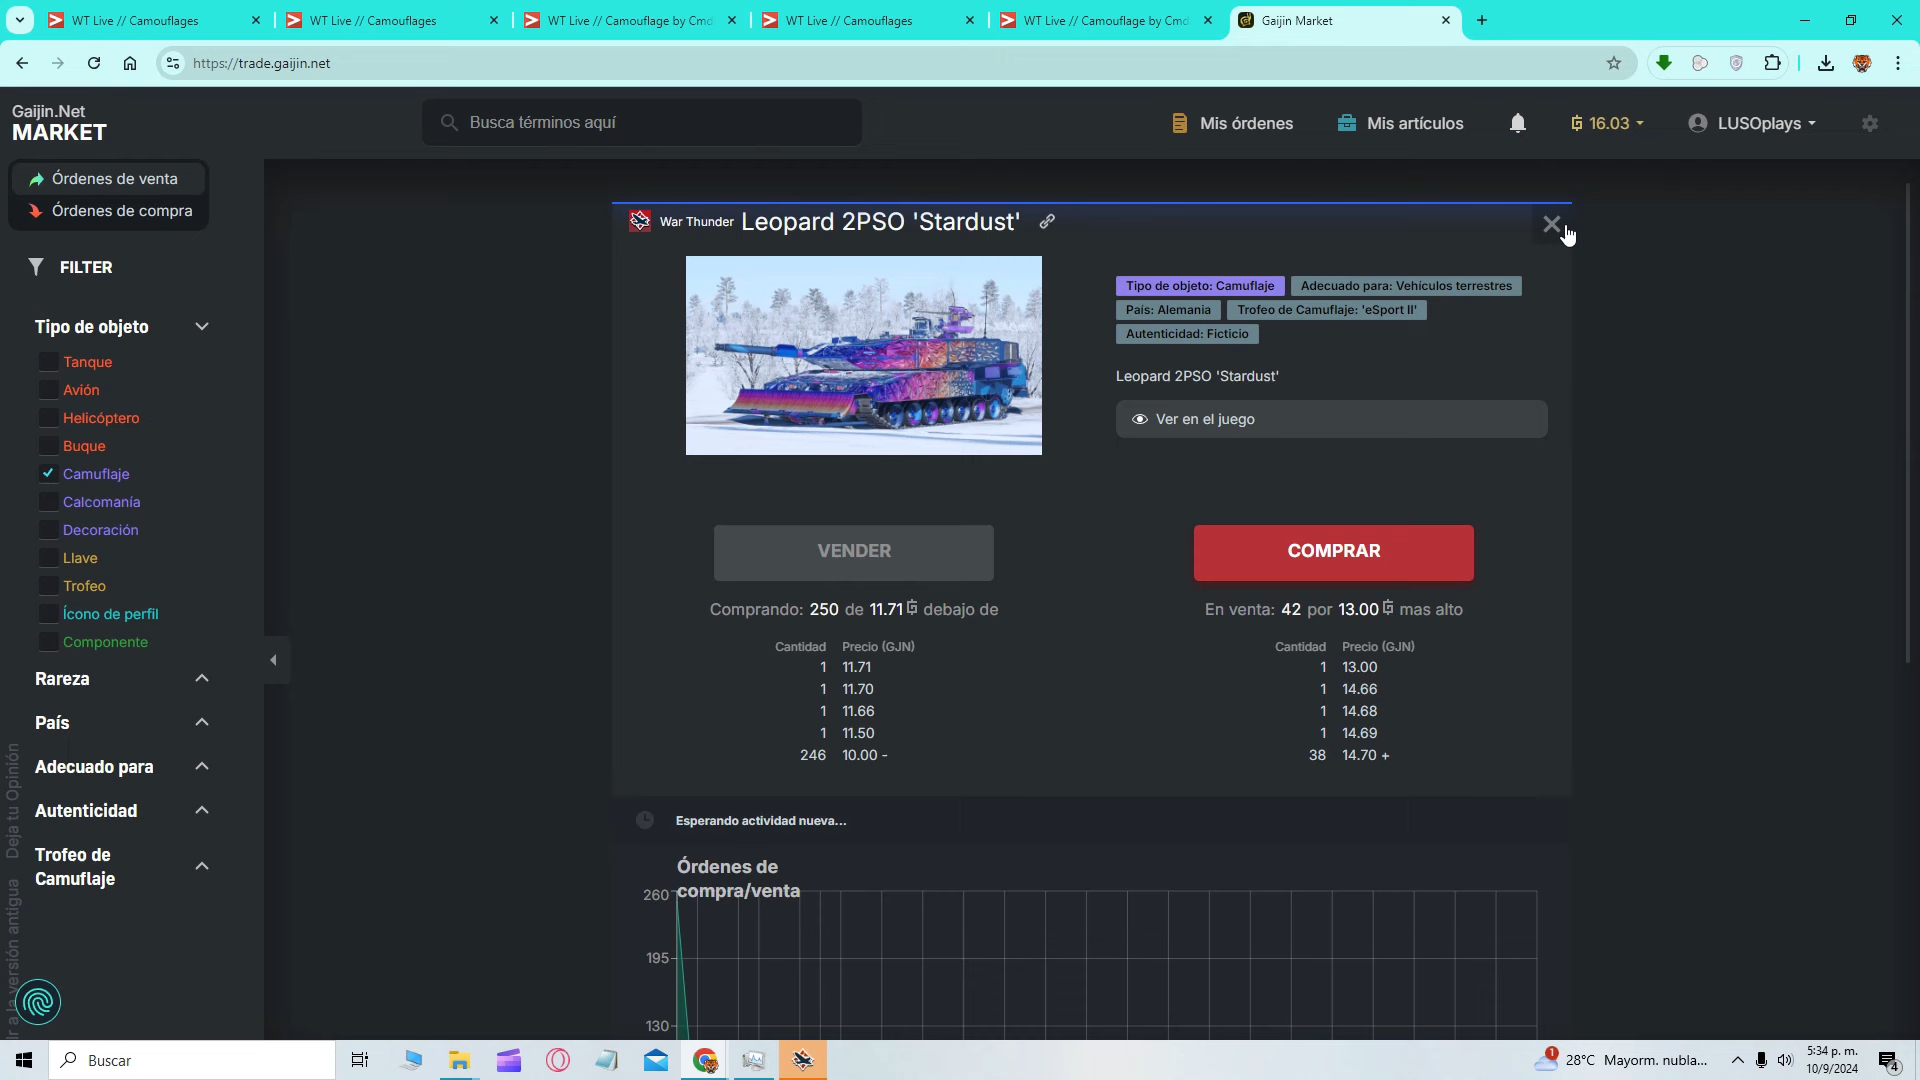 WT Live // Camouflages
WT Live // Camouflages
WT Live // Camouflage by Cmd
WT Live // Camouflages
WT Live // Camouflage by Cmd
Gaijin Market
https://trade.gaijin.net
Gaijin.Net
MARKET
Busca términos aquí
Mis órdenes
Mis artículos
16.03
LUSOplays
Órdenes de venta
Órdenes de compra
FILTER
Tipo de objeto
Tanque
Avión
Helicóptero
Buque
Camuflaje
Calcomanía
Decoración
Llave
Trofeo
Ícono de perfil
Componente
Rareza
País
Adecuado para
Autenticidad
Trofeo de
Camuflaje
Deja tu Opinión
Ir a la versión antigua
War Thunder Leopard 2PSO 'Stardust'
Tipo de objeto: Camuflaje
Adecuado para: Vehículos terrestres
País: Alemania
Trofeo de Camuflaje: 'eSport II'
Autenticidad: Ficticio
Leopard 2PSO 'Stardust'
Ver en el juego
VENDER
COMPRAR
Comprando: 250 de 11.71 debajo de
En venta: 42 por 13.00 mas alto
Cantidad Precio (GJN)
1 11.71
1 11.70
1 11.66
1 11.50
246 10.00 -
Cantidad Precio (GJN)
1 13.00
1 14.66
1 14.68
1 14.69
38 14.70 +
Esperando actividad nueva...
Órdenes de
compra/venta
260
195
130
Buscar
1
28°C Mayorm. nubla...
5:34 p. m.
10/9/2024
4